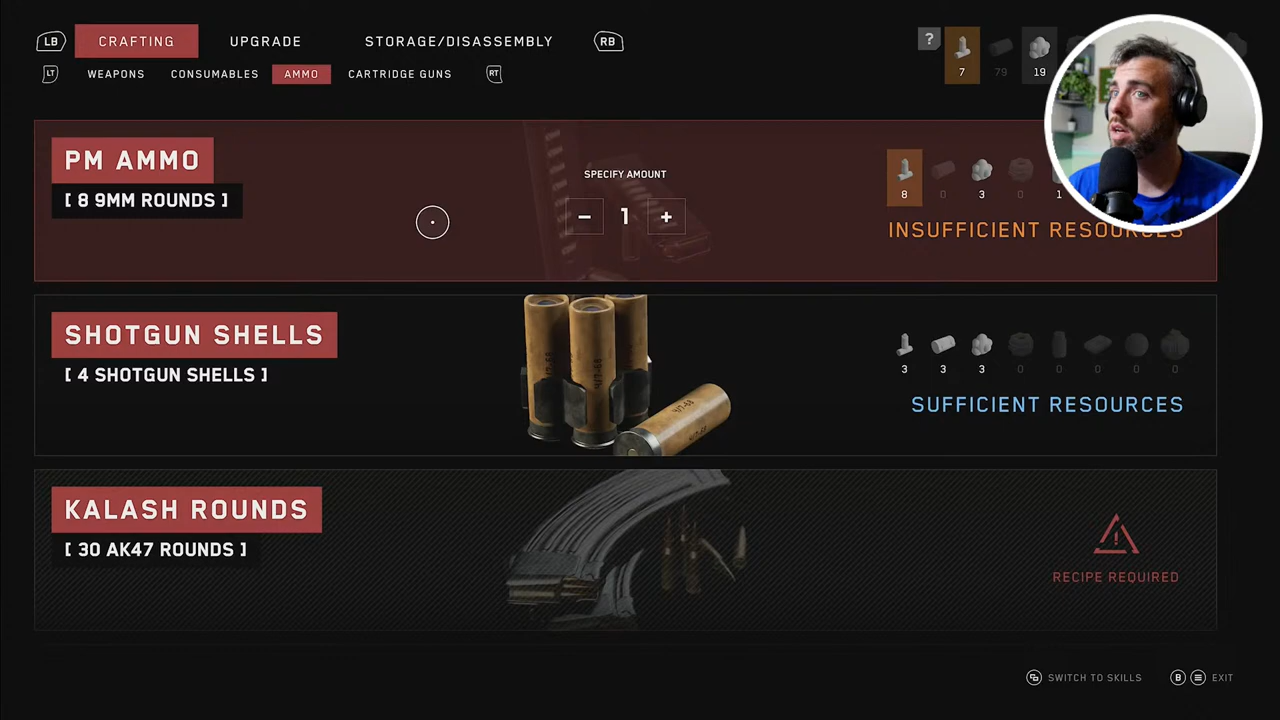 LB CRAFTING UPGRADE STORAGE/DISASSEMBLY RB ?
LT WEAPONS CONSUMABLES AMMO CARTRIDGE GUNS RT
7 79 19
PM AMMO
[ 8 9MM ROUNDS ]
SPECIFY AMOUNT
− 1 +
8 0 3 0 1
INSUFFICIENT RESOURCES
SHOTGUN SHELLS
[ 4 SHOTGUN SHELLS ]
3 3 3 0 0 0 0 0
SUFFICIENT RESOURCES
KALASH ROUNDS
[ 30 AK47 ROUNDS ]
RECIPE REQUIRED
SWITCH TO SKILLS B EXIT